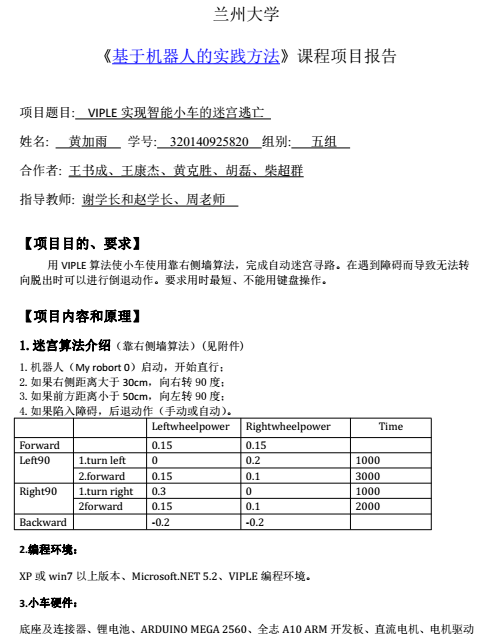 兰州大学
《基于机器人的实践方法》课程项目报告
项目题目: VIPLE 实现智能小车的迷宫逃亡
姓名: 黄加雨 学号: 320140925820 组别: 五组
合作者: 王书成、王康杰、黄克胜、胡磊、柴超群
指导教师: 谢学长和赵学长、周老师
【项目目的、要求】
用 VIPLE 算法使小车使用靠右侧墙算法，完成自动迷宫寻路。在遇到障碍而导致无法转
向脱出时可以进行倒退动作。要求用时最短、不能用键盘操作。
【项目内容和原理】
1. 迷宫算法介绍（靠右侧墙算法）(见附件)
1. 机器人（My robort 0）启动，开始直行；
2. 如果右侧距离大于 30cm，向右转 90 度；
3. 如果前方距离小于 50cm，向左转 90 度；
4. 如果陷入障碍，后退动作（手动或自动）。
Leftwheelpower Rightwheelpower Time
Forward 0.15 0.15
Left90 1.turn left 0 0.2 1000
2.forward 0.15 0.1 3000
Right90 1.turn right 0.3 0 1000
2forward 0.15 0.1 2000
Backward -0.2 -0.2
2.编程环境：
XP 或 win7 以上版本、Microsoft.NET 5.2、VIPLE 编程环境。
3.小车硬件：
底座及连接器、锂电池、ARDUINO MEGA 2560、全志 A10 ARM 开发板、直流电机、电机驱动